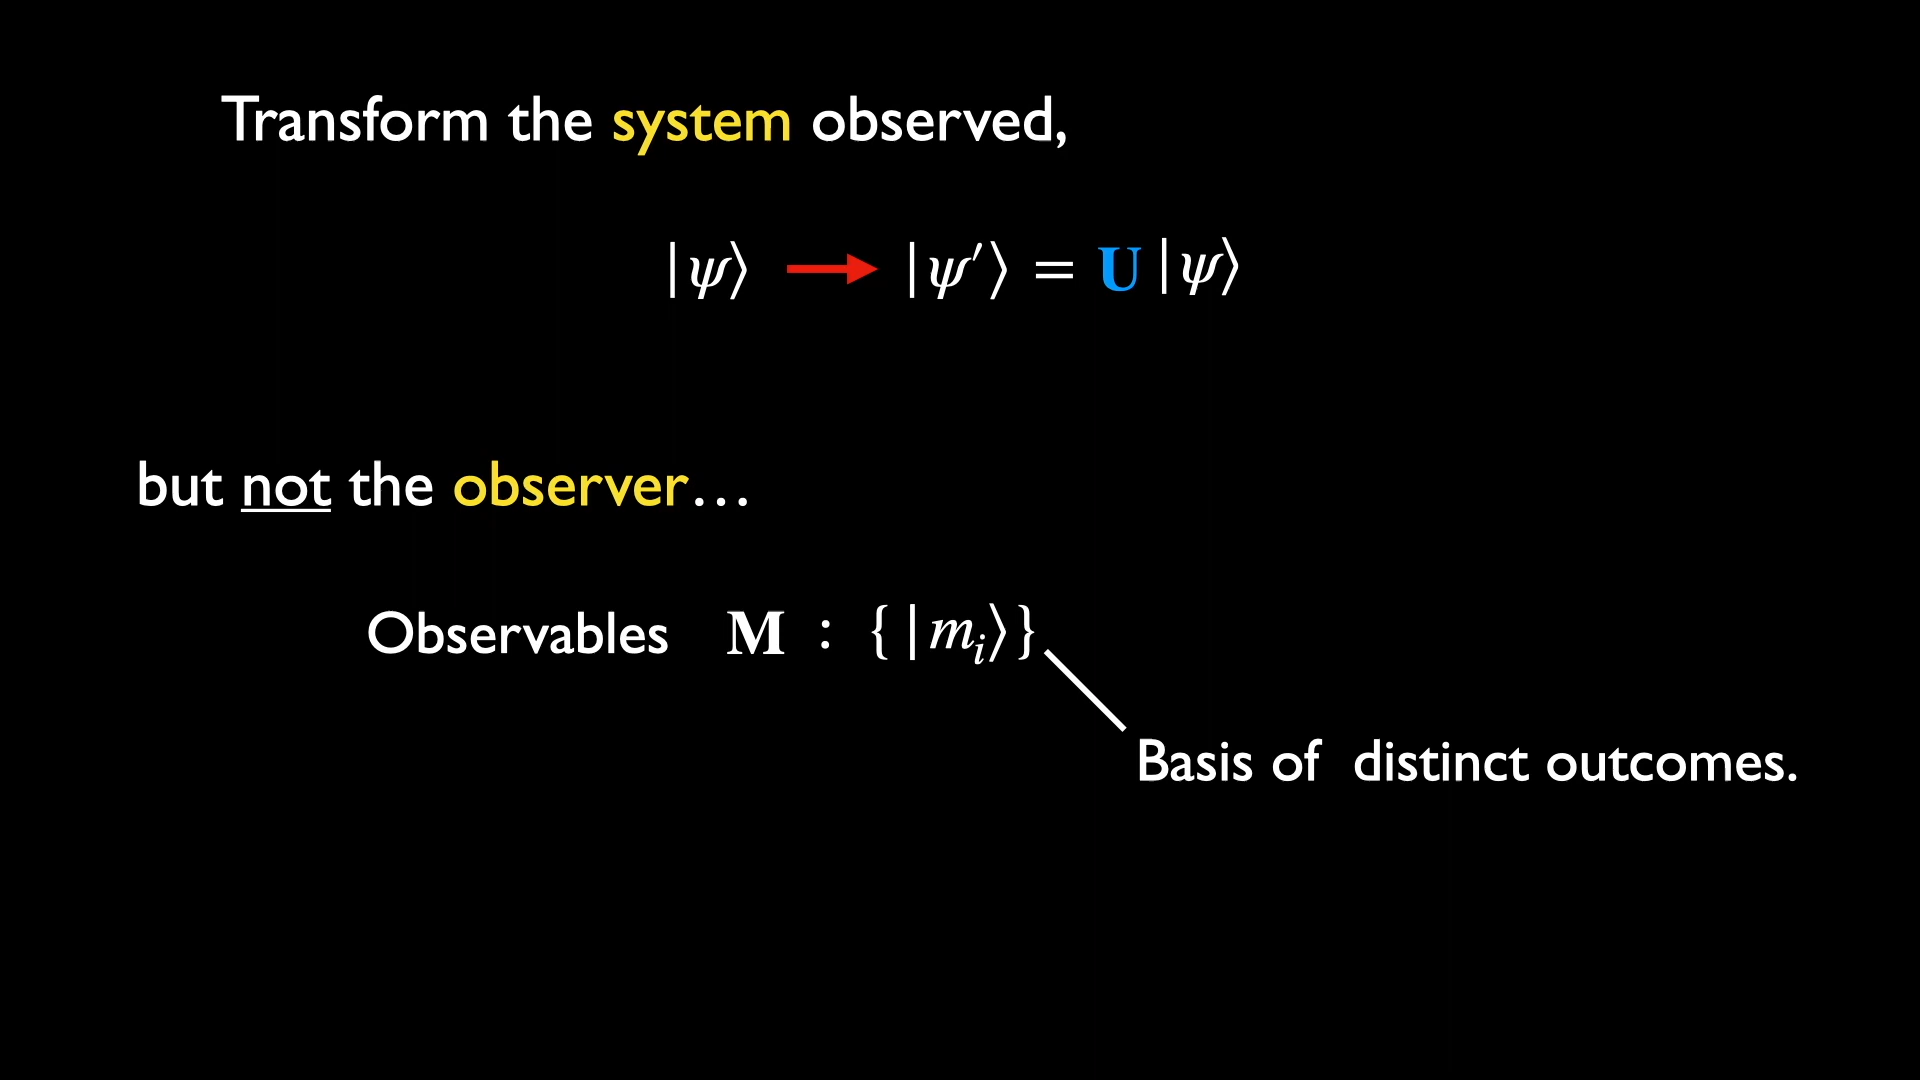 Transform the system observed,
|ψ⟩ → |ψ′⟩ = U |ψ⟩
but not the observer…
Observables M : { |mᵢ⟩}
Basis of distinct outcomes.